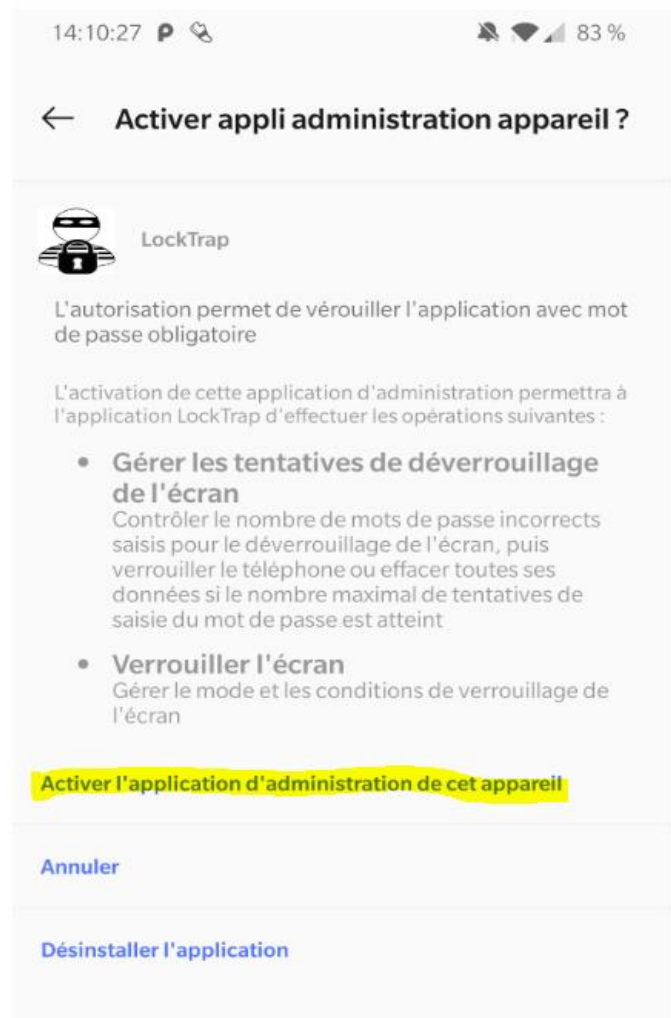 14:10:27 P 83 %
Activer appli administration appareil ?
LockTrap
L'autorisation permet de vérouiller l'application avec mot
de passe obligatoire
L'activation de cette application d'administration permettra à
l'application LockTrap d'effectuer les opérations suivantes :
• Gérer les tentatives de déverrouillage
de l'écran
Contrôler le nombre de mots de passe incorrects
saisis pour le déverrouillage de l'écran, puis
verrouiller le téléphone ou effacer toutes ses
données si le nombre maximal de tentatives de
saisie du mot de passe est atteint
• Verrouiller l'écran
Gérer le mode et les conditions de verrouillage de
l'écran
Activer l'application d'administration de cet appareil
Annuler
Désinstaller l'application